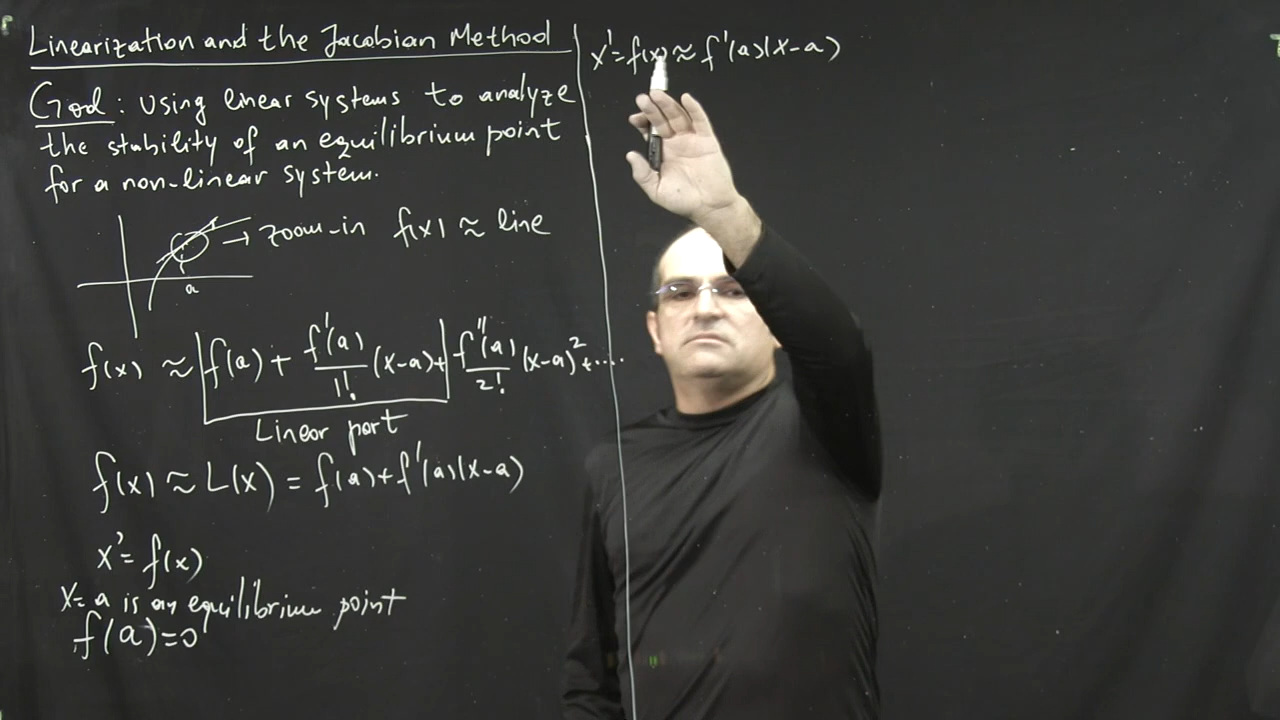 Linearization and the Jacobian Method
Goal: Using linear systems to analyze
the stability of an equilibrium point
for a non-linear system.
→ zoom-in f(x) ≈ line
a
f(x) ≈ f(a) + f'(a)/1! (x-a) + f''(a)/2! (x-a)² + ....
Linear part
f(x) ≈ L(x) = f(a) + f'(a)(x-a)
x' = f(x)
x = a is an equilibrium point
f(a) = 0
x' = f(x) ≈ f'(a)(x-a)